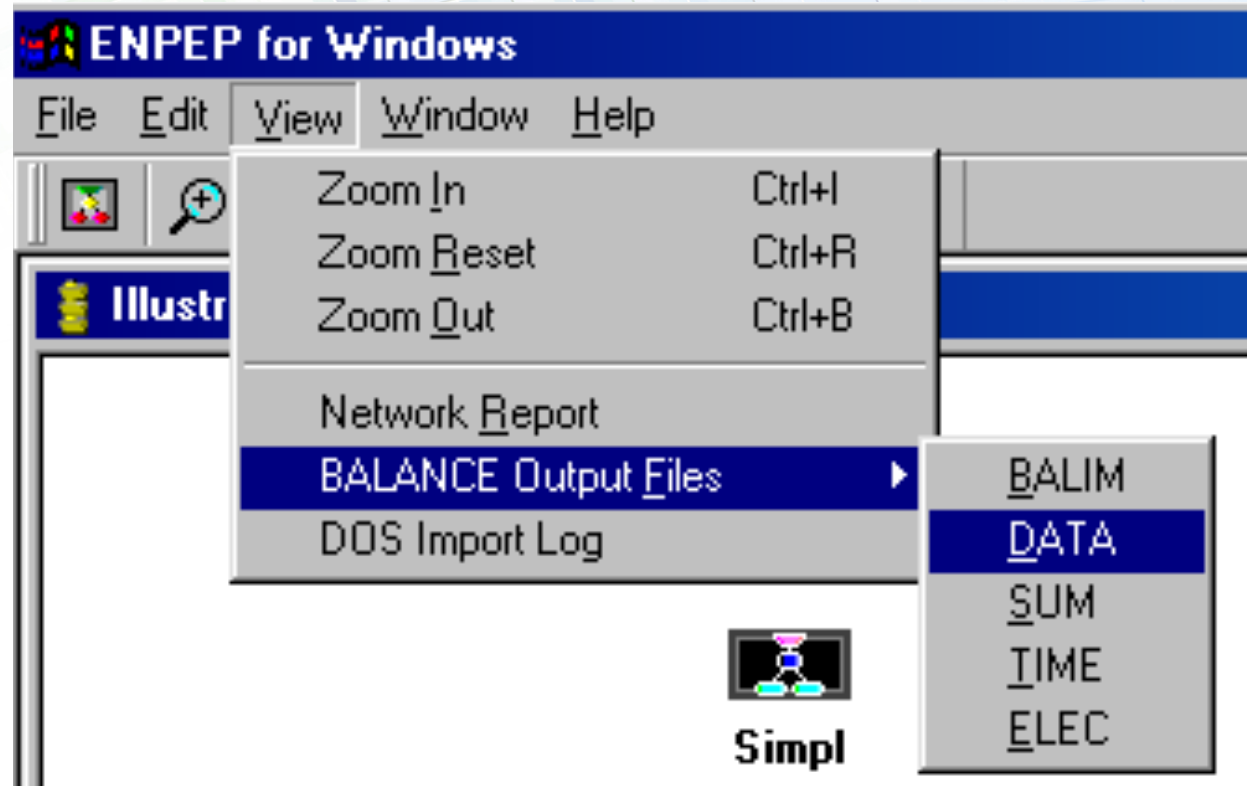 ENPEP for Windows
File Edit View Window Help
Zoom In Ctrl+I
Zoom Reset Ctrl+R
Zoom Out Ctrl+B
Illustr
Network Report
BALANCE Output Files
DOS Import Log
BALIM
DATA
SUM
TIME
ELEC
Simpl